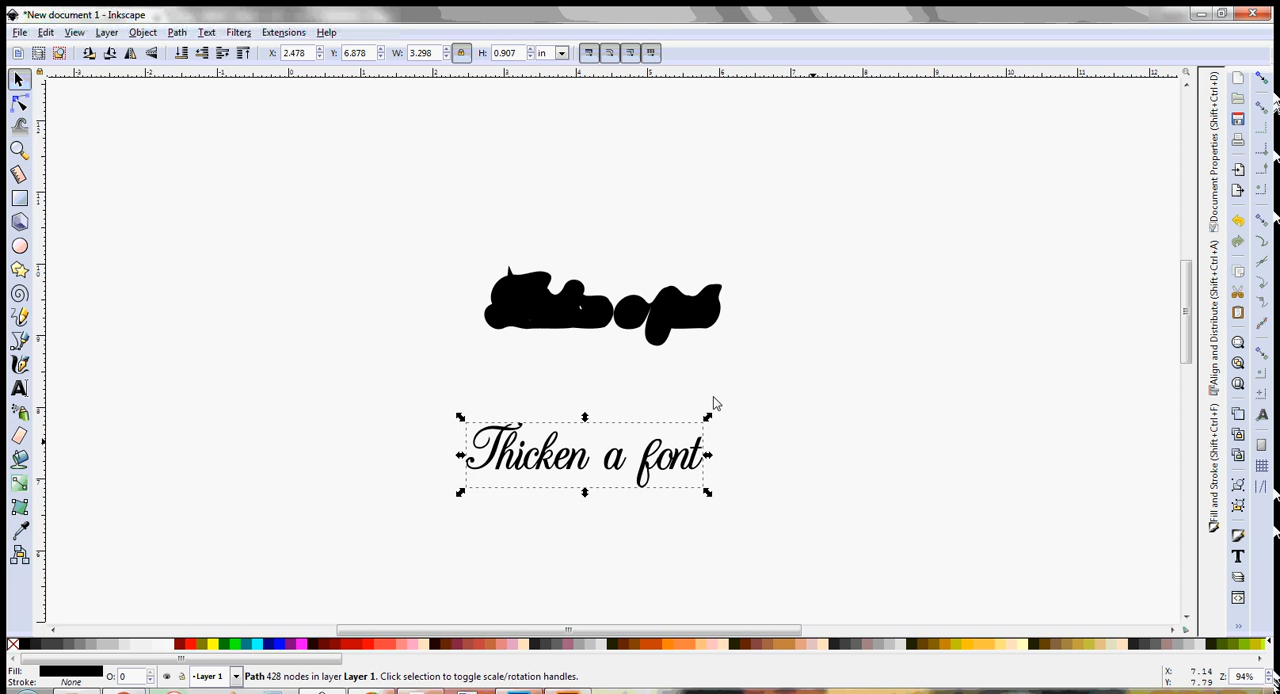 *New document 1 - Inkscape
File Edit View Layer Object Path Text Filters Extensions Help
X: 2.478 Y: 6.878 W: 3.298 H: 0.907 in
Thicken a font
Document Properties (Shift+Ctrl+D)
Align and Distribute (Shift+Ctrl+A)
Fill and Stroke (Shift+Ctrl+F)
Fill:
Stroke: None
O: 0
Layer 1
Path 428 nodes in layer Layer 1. Click selection to toggle scale/rotation handles.
X: 7.14
Y: 7.79
Z: 94%